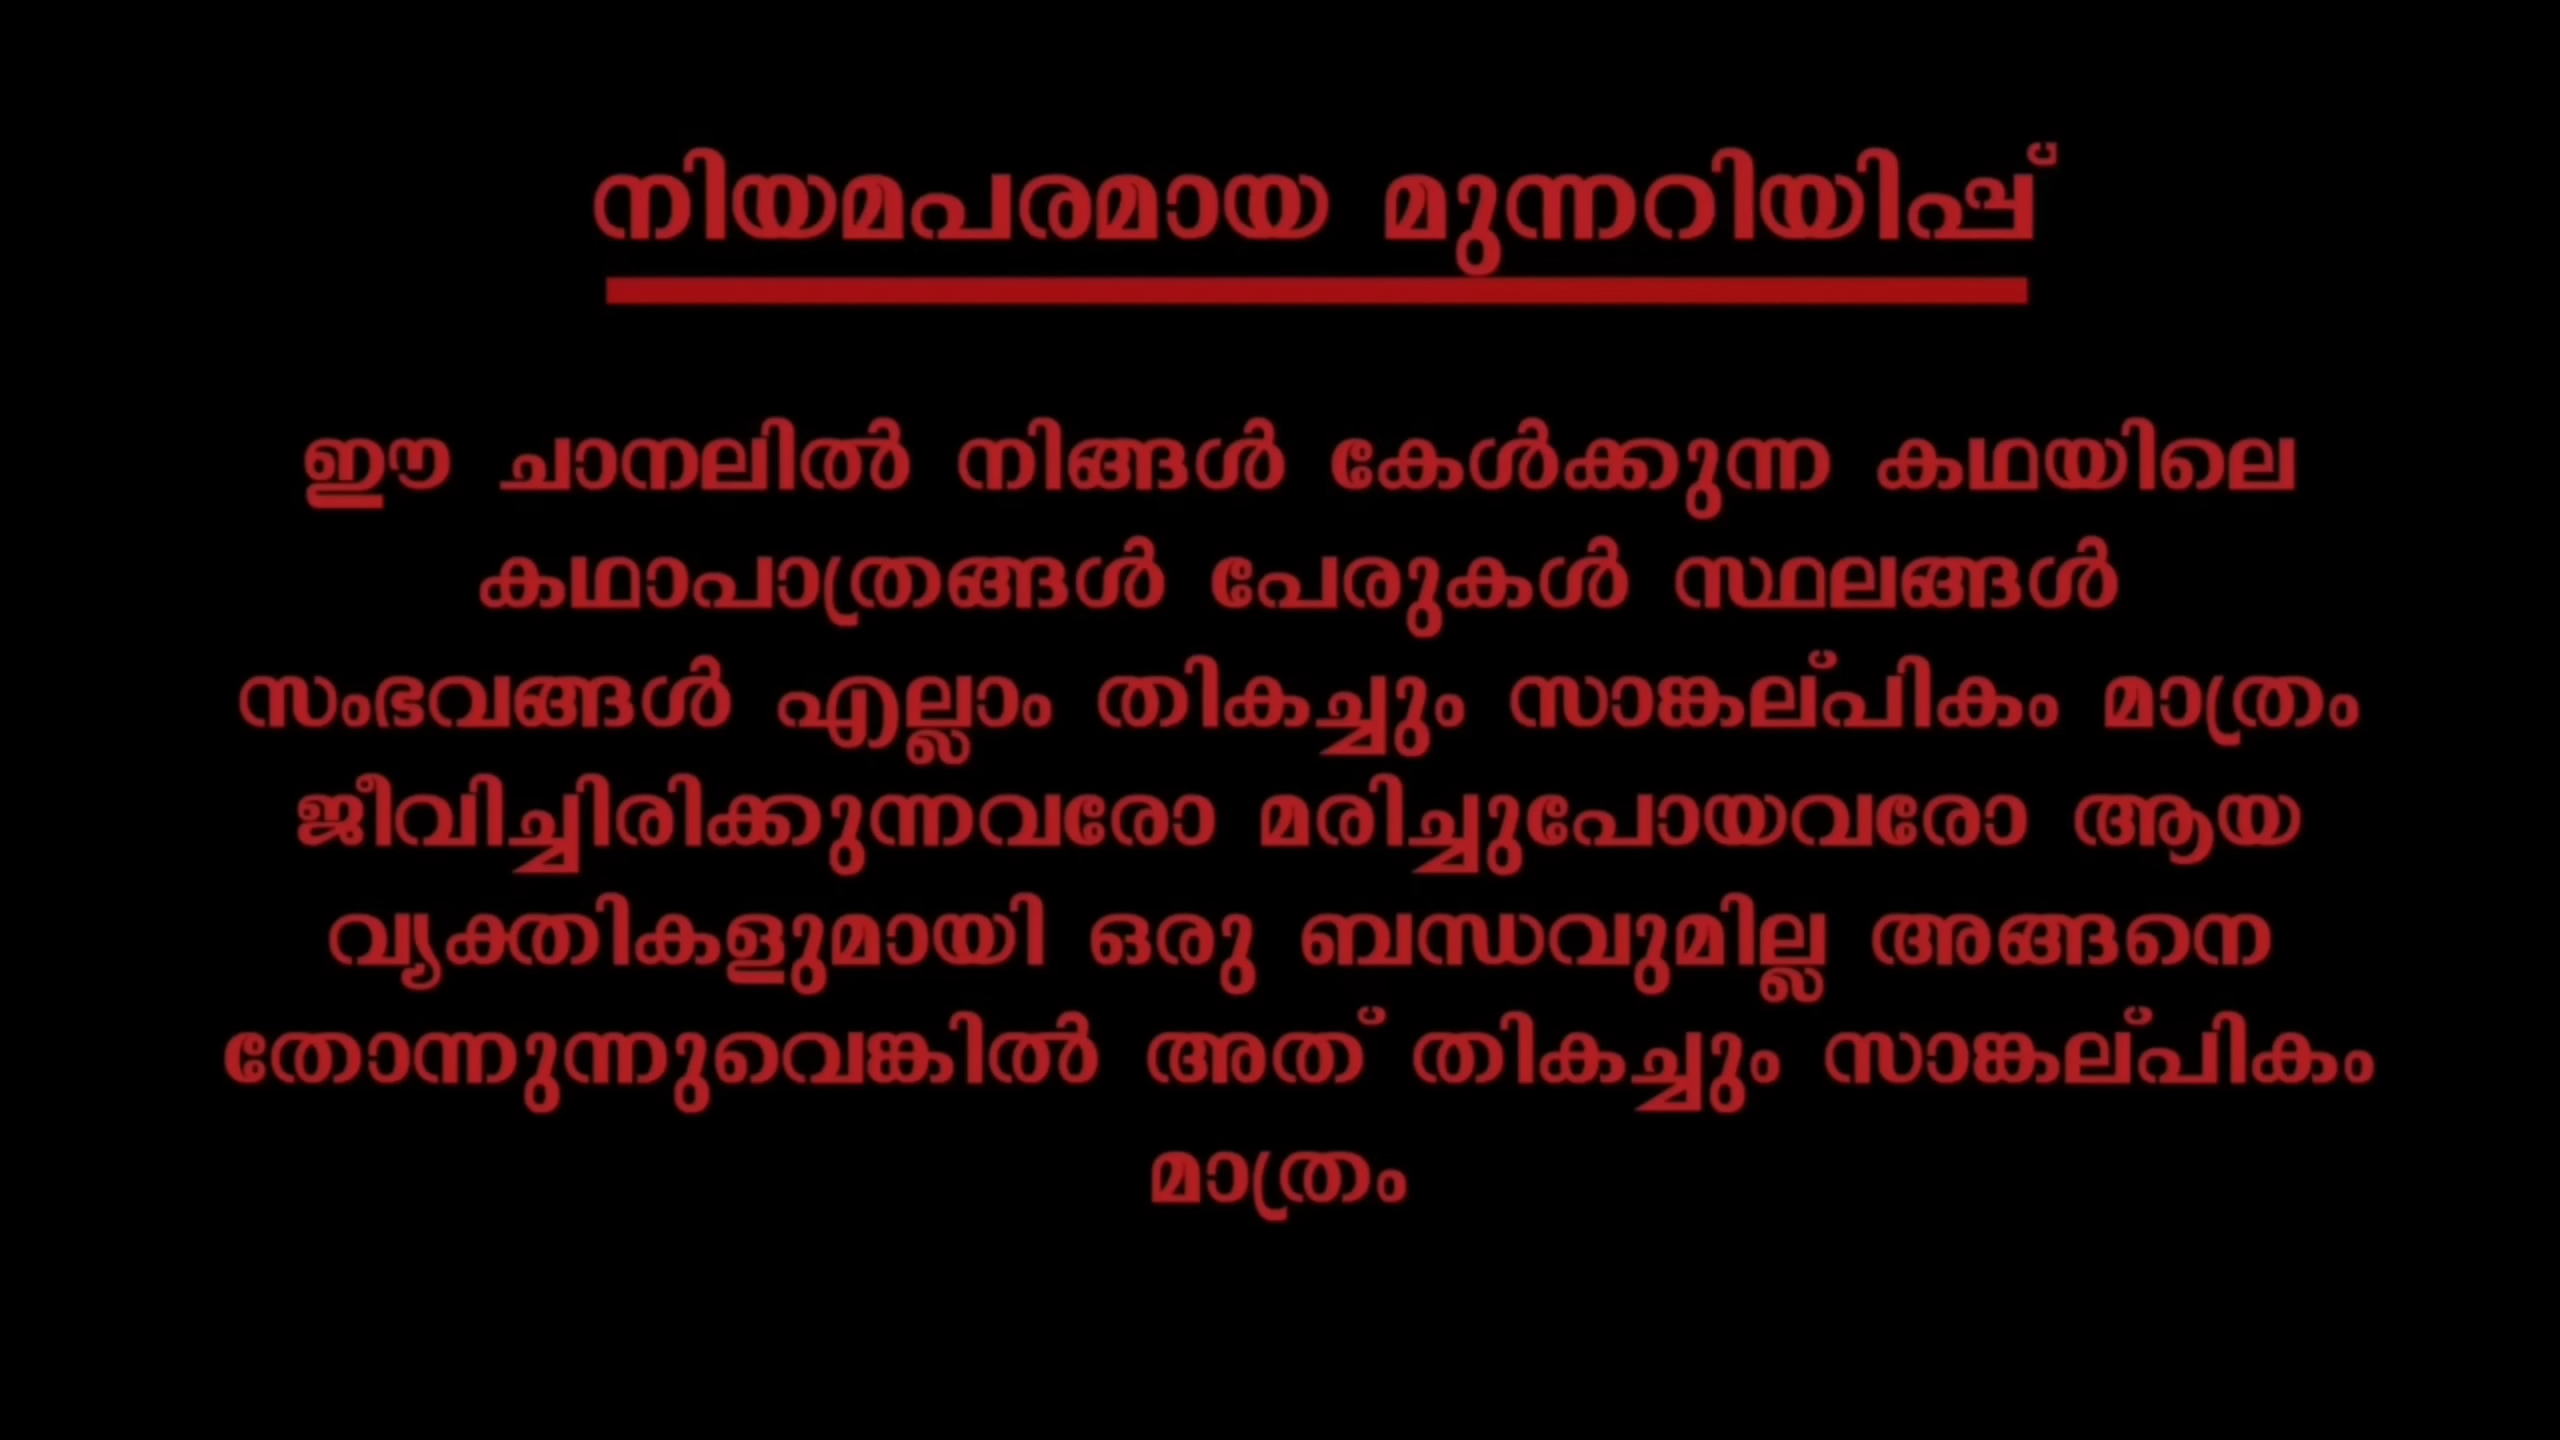 നിയമപരമായ മുന്നറിയിപ്പ്
ഈ ചാനലിൽ നിങ്ങൾ കേൾക്കുന്ന കഥയിലെ
കഥാപാത്രങ്ങൾ പേരുകൾ സ്ഥലങ്ങൾ
സംഭവങ്ങൾ എല്ലാം തികച്ചും സാങ്കല്പികം മാത്രം
ജീവിച്ചിരിക്കുന്നവരോ മരിച്ചുപോയവരോ ആയ
വ്യക്തികളുമായി ഒരു ബന്ധവുമില്ല അങ്ങനെ
തോന്നുന്നുവെങ്കിൽ അത് തികച്ചും സാങ്കല്പികം
മാത്രം